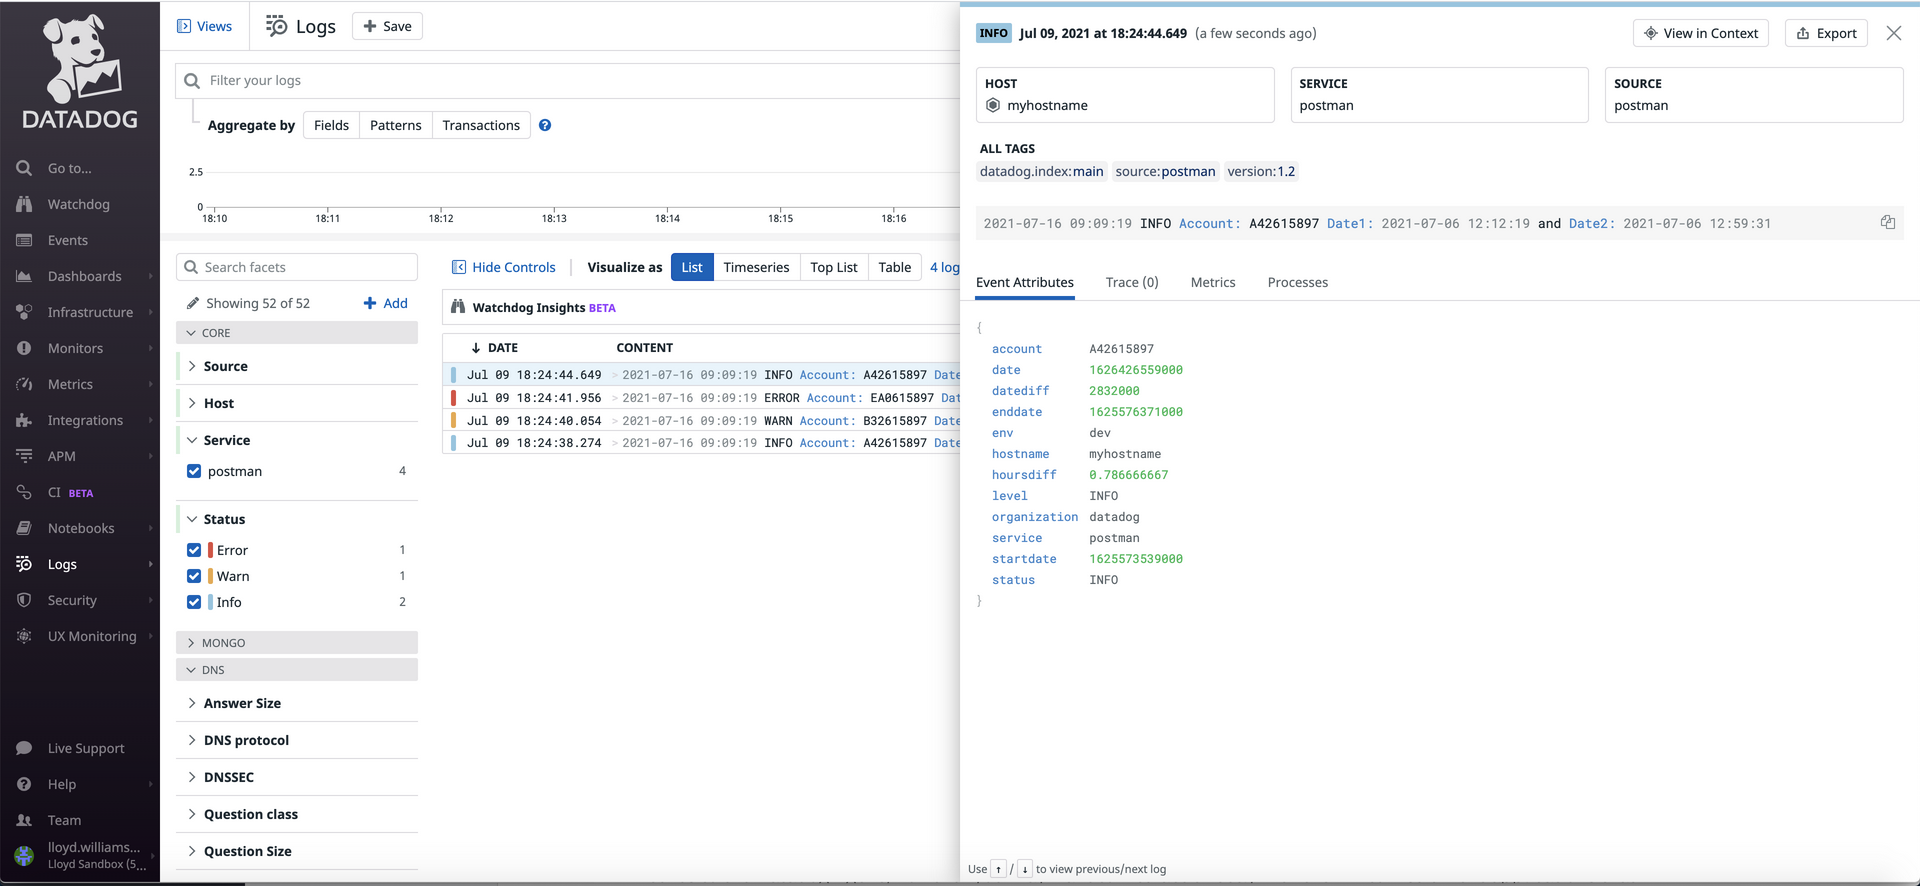 DATADOG
Go to...
Watchdog
Events
Dashboards
Infrastructure
Monitors
Metrics
Integrations
APM
CI BETA
Notebooks
Logs
Security
UX Monitoring
Live Support
Help
Team
lloyd.williams...
Lloyd Sandbox (5...
Views
Logs
Save
Filter your logs
Aggregate by Fields Patterns Transactions ?
2.5
0
18:10 18:11 18:12 18:13 18:14 18:15 18:16
Search facets
Showing 52 of 52 Add
CORE
Source
Host
Service
postman 4
Status
Error 1
Warn 1
Info 2
MONGO
DNS
Answer Size
DNS protocol
DNSSEC
Question class
Question Size
Hide Controls Visualize as List Timeseries Top List Table 4 log
Watchdog Insights BETA
↓ DATE CONTENT
Jul 09 18:24:44.649 > 2021-07-16 09:09:19 INFO Account: A42615897 Date
Jul 09 18:24:41.956 > 2021-07-16 09:09:19 ERROR Account: EA0615897 Dat
Jul 09 18:24:40.054 > 2021-07-16 09:09:19 WARN Account: B32615897 Date
Jul 09 18:24:38.274 > 2021-07-16 09:09:19 INFO Account: A42615897 Date
INFO Jul 09, 2021 at 18:24:44.649 (a few seconds ago)
View in Context
Export
HOST
myhostname
SERVICE
postman
SOURCE
postman
ALL TAGS
datadog.index:main source:postman version:1.2
2021-07-16 09:09:19 INFO Account: A42615897 Date1: 2021-07-06 12:12:19 and Date2: 2021-07-06 12:59:31
Event Attributes Trace (0) Metrics Processes
{
account A42615897
date 1626426559000
datediff 2832000
enddate 1625576371000
env dev
hostname myhostname
hoursdiff 0.786666667
level INFO
organization datadog
service postman
startdate 1625573539000
status INFO
}
Use ↑ / ↓ to view previous/next log